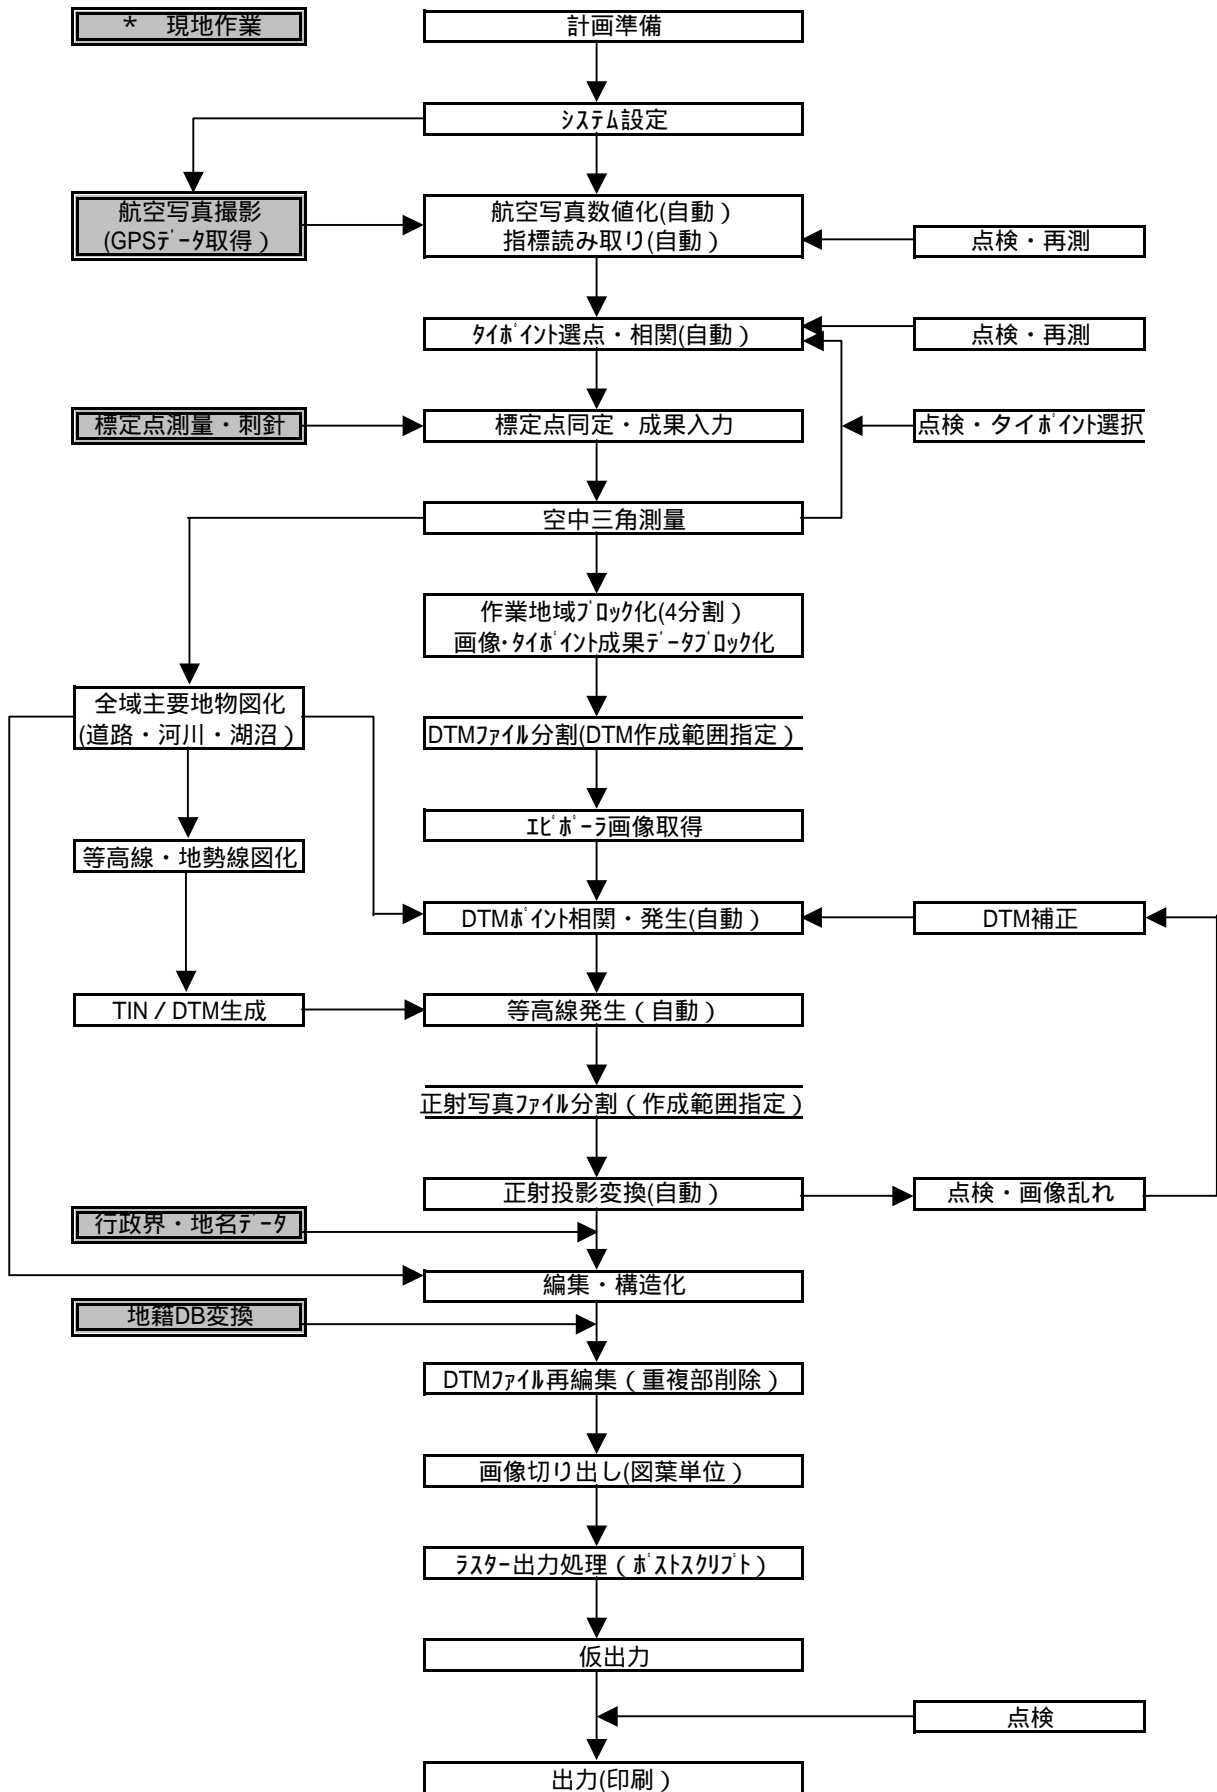 * 現地作業
計画準備
ｼｽﾃﾑ設定
航空写真撮影
(GPSﾃﾞｰﾀ取得）
航空写真数値化(自動）
指標読み取り(自動）
点検・再測
ﾀｲﾎﾟｲﾝﾄ選点・相関(自動）
点検・再測
標定点測量・刺針
標定点同定・成果入力
点検・タイﾎﾟｲﾝﾄ選択
空中三角測量
作業地域ﾌﾞﾛｯｸ化(4分割）
画像・ﾀｲﾎﾟｲﾝﾄ成果ﾃﾞｰﾀﾌﾞﾛｯｸ化
全域主要地物図化
(道路・河川・湖沼）
DTMﾌｧｲﾙ分割(DTM作成範囲指定）
ｴﾋﾟﾎﾟｰﾗ画像取得
等高線・地勢線図化
DTMﾎﾟｲﾝﾄ相関・発生(自動）
DTM補正
TIN／DTM生成
等高線発生（自動）
正射写真ﾌｧｲﾙ分割（作成範囲指定）
正射投影変換(自動）
点検・画像乱れ
行政界・地名ﾃﾞｰﾀ
編集・構造化
地籍DB変換
DTMﾌｧｲﾙ再編集（重複部削除）
画像切り出し(図葉単位）
ﾗｽﾀｰ出力処理（ﾎﾟｽﾄｽｸﾘﾌﾟﾄ）
仮出力
点検
出力(印刷）